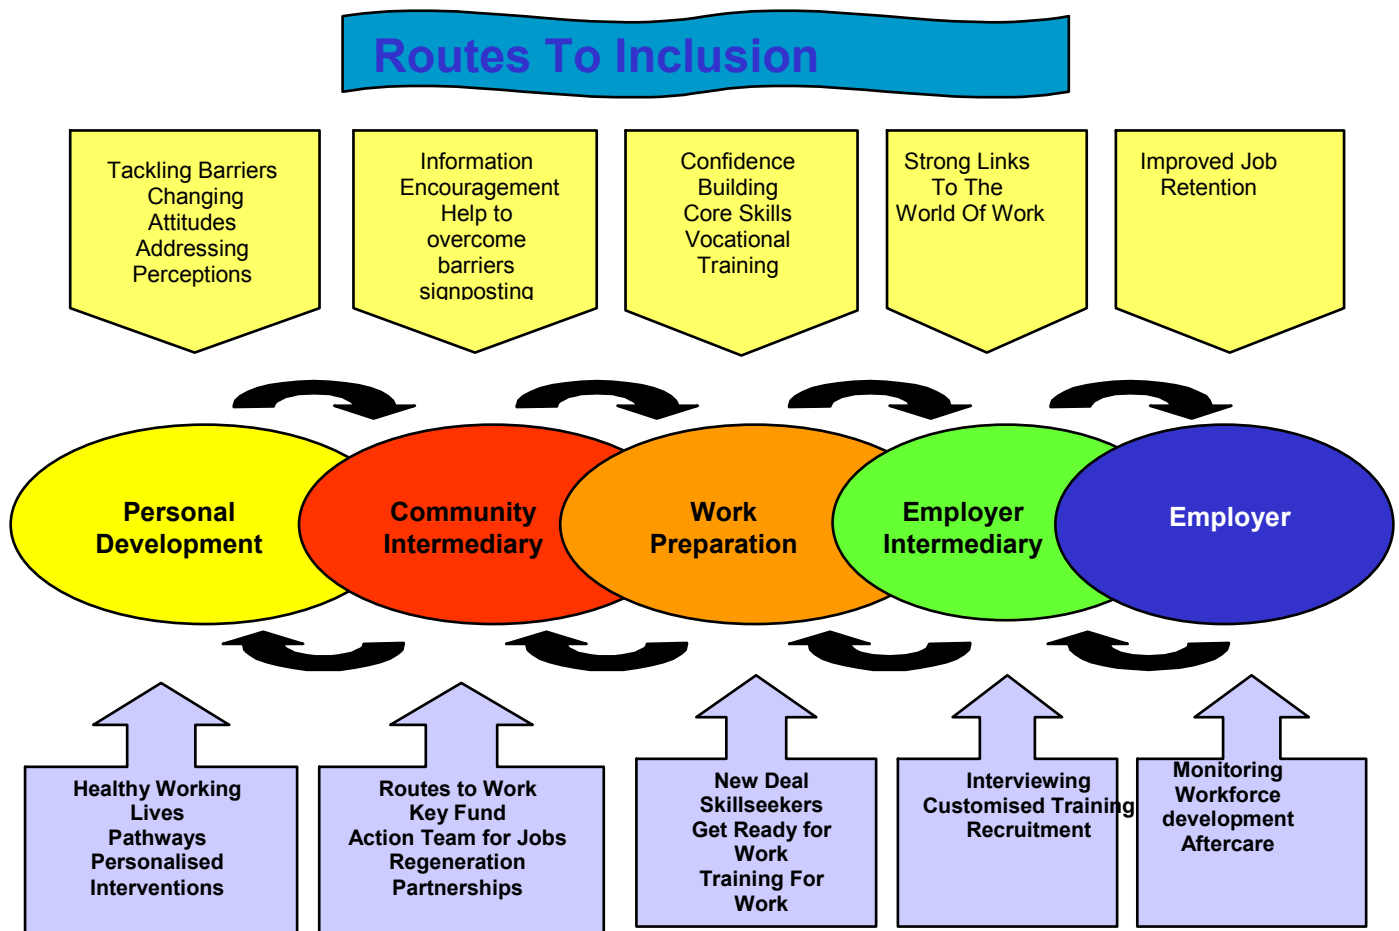 Routes To Inclusion
Tackling Barriers
Changing
Attitudes
Addressing
Perceptions
Information
Encouragement
Help to
overcome
barriers
signposting
Confidence
Building
Core Skills
Vocational
Training
Strong Links
To The
World Of Work
Improved Job
Retention
Personal
Development
Community
Intermediary
Work
Preparation
Employer
Intermediary
Employer
Healthy Working
Lives
Pathways
Personalised
Interventions
Routes to Work
Key Fund
Action Team for Jobs
Regeneration
Partnerships
New Deal
Skillseekers
Get Ready for
Work
Training For
Work
Interviewing
Customised Training
Recruitment
Monitoring
Workforce
development
Aftercare